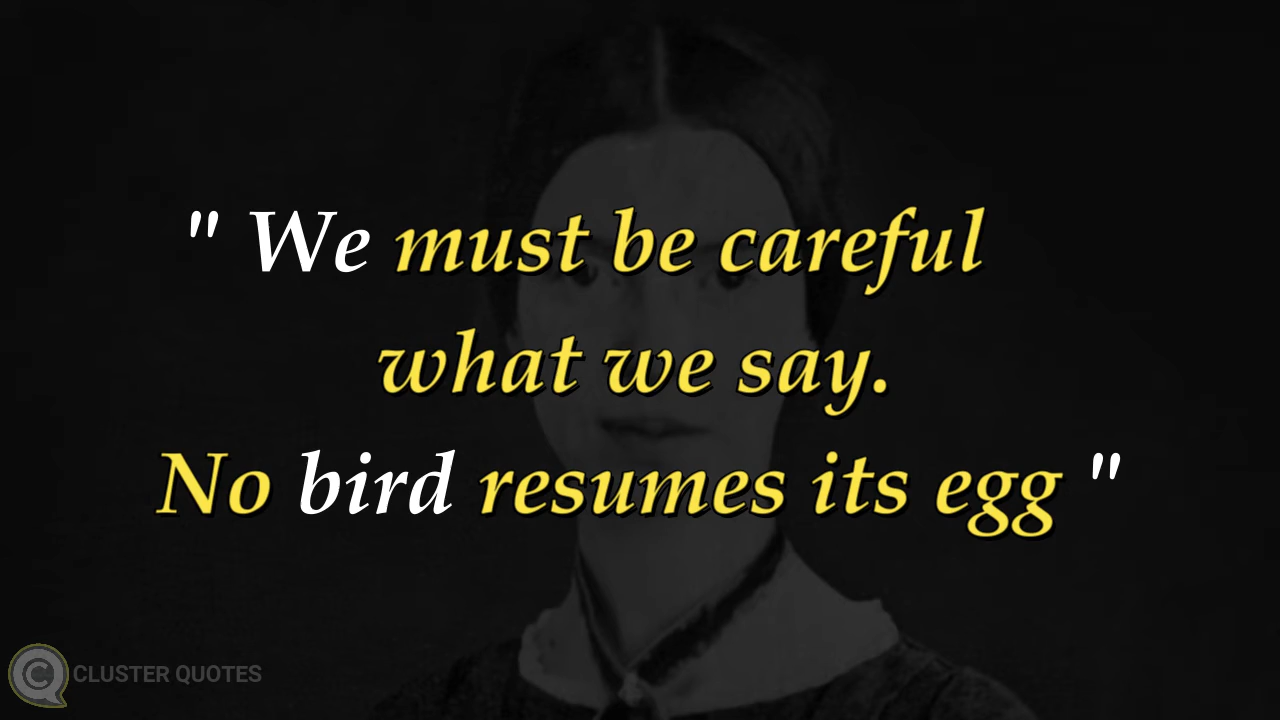 " We must be careful
what we say.
No bird resumes its egg "
CLUSTER QUOTES